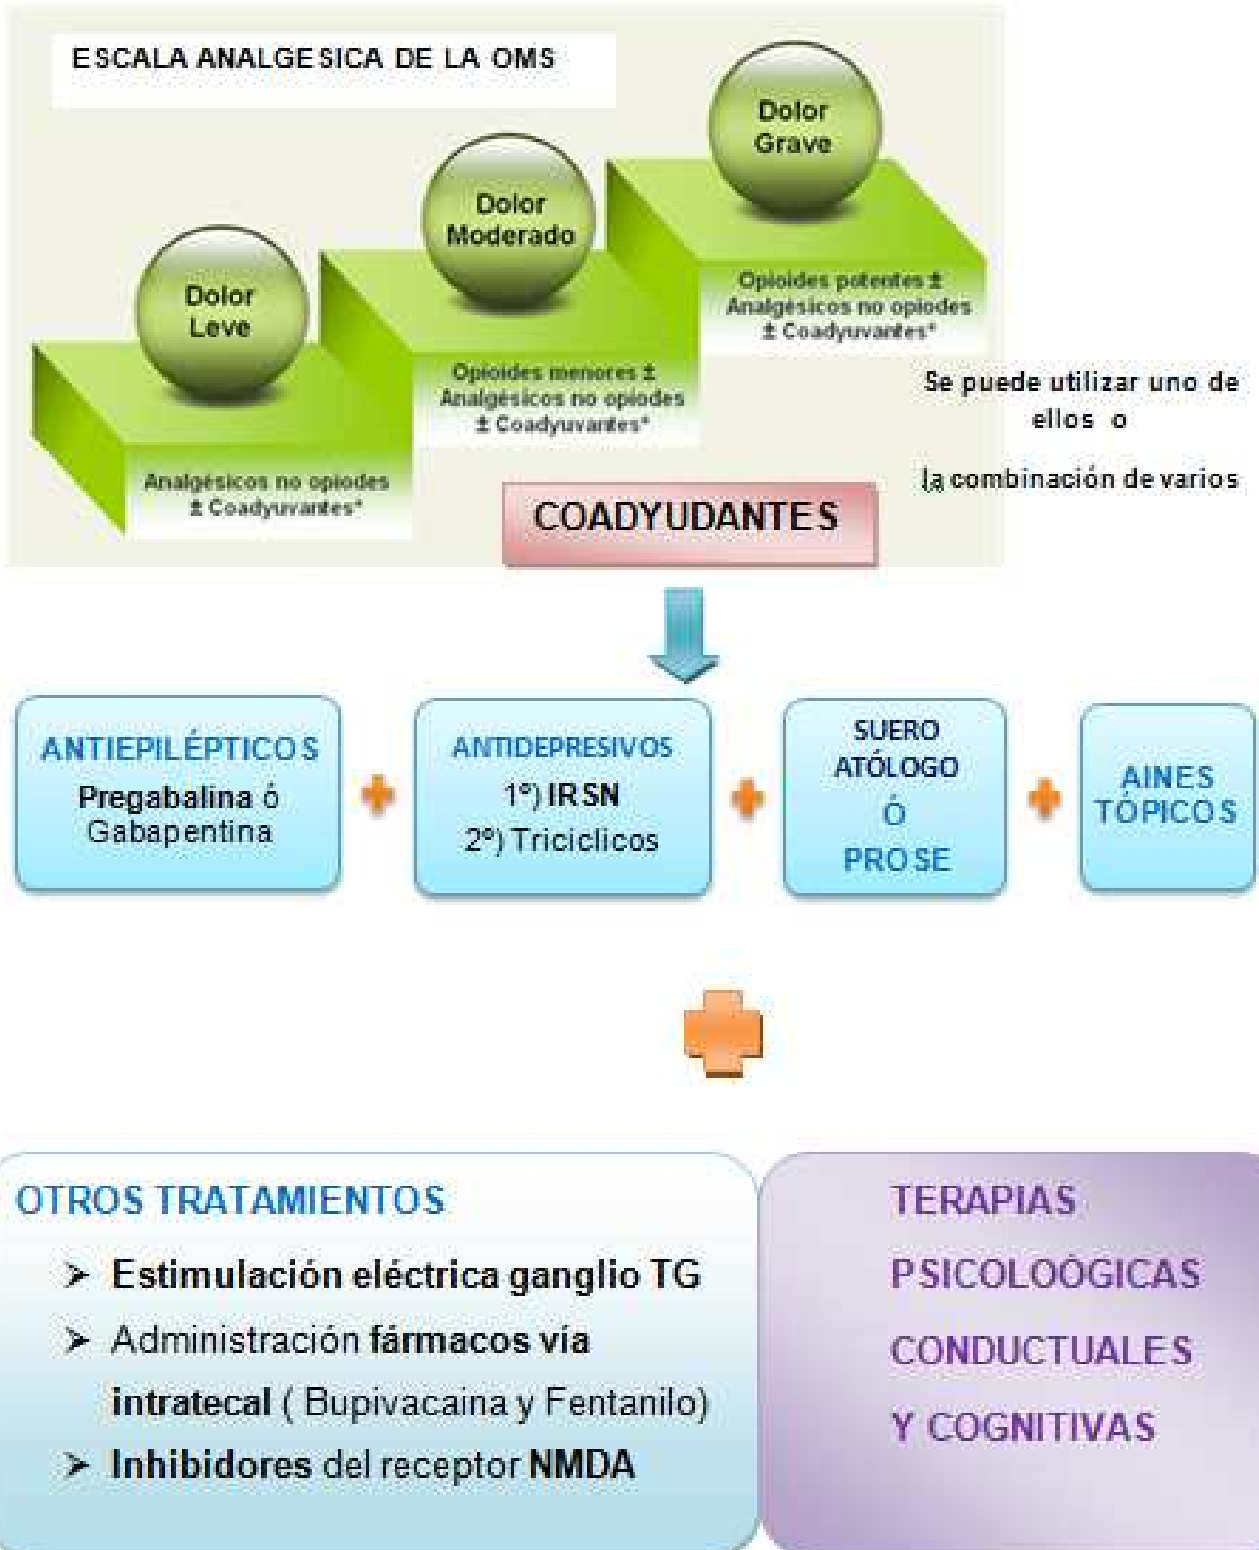 ESCALA ANALGESICA DE LA OMS
Dolor
Grave
Dolor
Moderado
Dolor
Leve
Opioides potentes ±
Analgésicos no opiodes
± Coadyuvantes*
Opioides menores ±
Analgésicos no opiodes
± Coadyuvantes*
Analgésicos no opiodes
± Coadyuvantes*
Se puede utilizar uno de
ellos o
la combinación de varios
COADYUDANTES
ANTIEPILÉPTICOS
Pregabalina ó
Gabapentina
ANTIDEPRESIVOS
1º) IRSN
2º) Triciclicos
SUERO
ATÓLOGO
Ó
PROSE
AINES
TÓPICOS
OTROS TRATAMIENTOS
➢ Estimulación eléctrica ganglio TG
➢ Administración fármacos vía
intratecal ( Bupivacaina y Fentanilo)
➢ Inhibidores del receptor NMDA
TERAPIAS
PSICOLOÓGICAS
CONDUCTUALES
Y COGNITIVAS